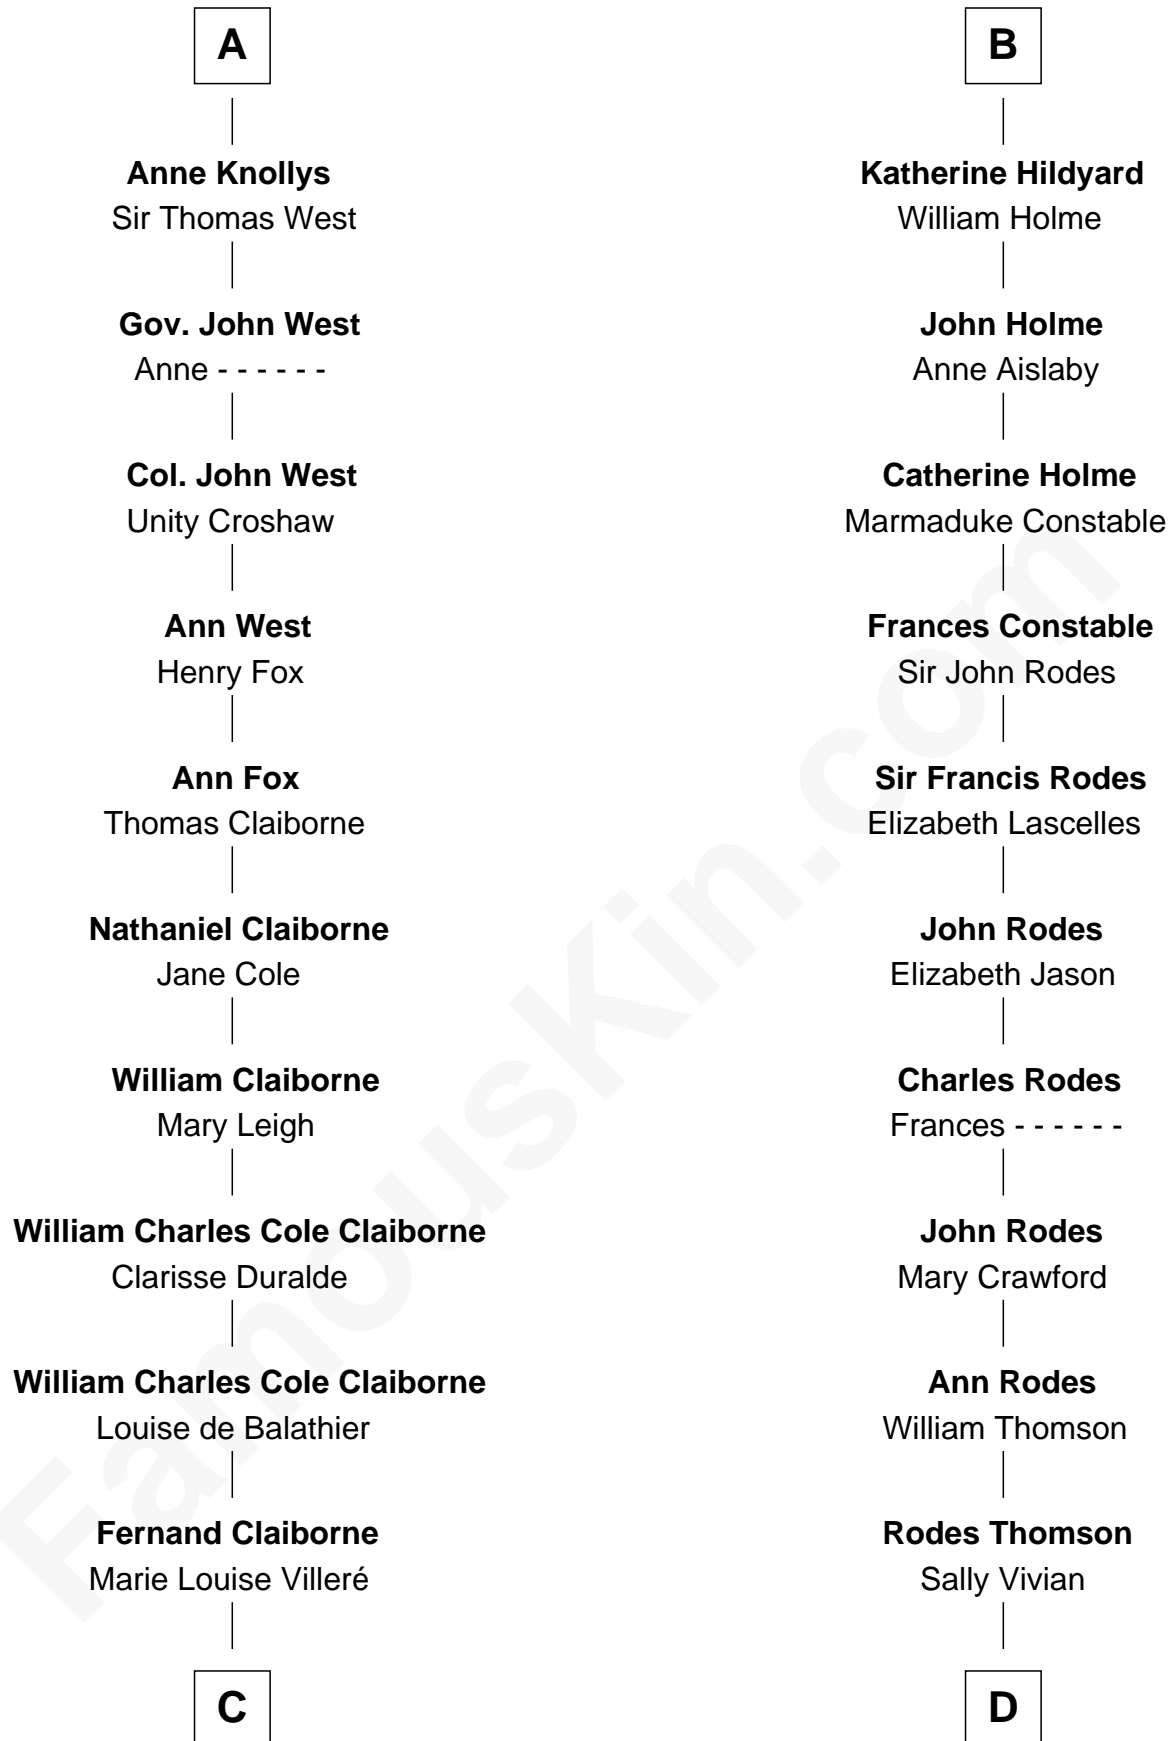 A
Anne Knollys
Sir Thomas West
Gov. John West
Anne - - - - - -
Col. John West
Unity Croshaw
Ann West
Henry Fox
Ann Fox
Thomas Claiborne
Nathaniel Claiborne
Jane Cole
William Claiborne
Mary Leigh
William Charles Cole Claiborne
Clarisse Duralde
William Charles Cole Claiborne
Louise de Balathier
Fernand Claiborne
Marie Louise Villeré
C
B
Katherine Hildyard
William Holme
John Holme
Anne Aislaby
Catherine Holme
Marmaduke Constable
Frances Constable
Sir John Rodes
Sir Francis Rodes
Elizabeth Lascelles
John Rodes
Elizabeth Jason
Charles Rodes
Frances - - - - - -
John Rodes
Mary Crawford
Ann Rodes
William Thomson
Rodes Thomson
Sally Vivian
D
FamousKin.com